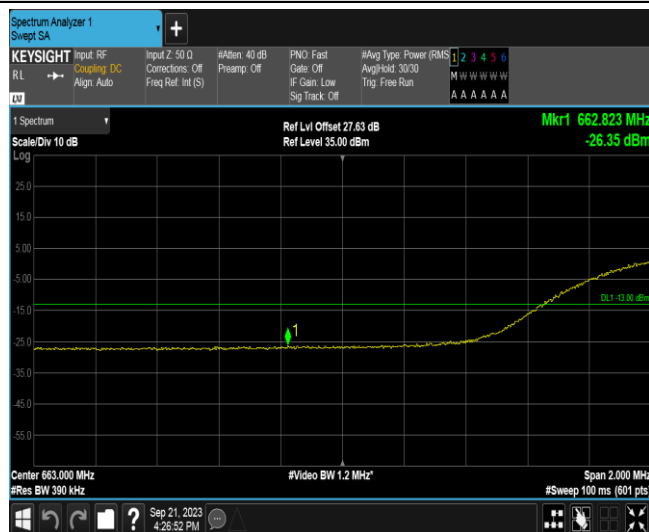 Spectrum Analyzer 1
Swept SA
+
KEYSIGHT
RL
LXI
Input: RF
Coupling: DC
Align: Auto
Input Z: 50 Ω
Corrections: Off
Freq Ref: Int (S)
#Atten: 40 dB
Preamp: Off
PNO: Fast
Gate: Off
IF Gain: Low
Sig Track: Off
#Avg Type: Power (RMS
Avg|Hold: 30/30
Trig: Free Run
1 2 3 4 5 6
M W W W W W
A A A A A A
1 Spectrum
Scale/Div 10 dB
Log
Ref Lvl Offset 27.63 dB
Ref Level 35.00 dBm
Mkr1 662.823 MHz
-26.35 dBm
25.0
15.0
5.00
-5.00
DL1 -13.00 dBm
-15.0
1
-25.0
-35.0
-45.0
-55.0
Center 663.000 MHz
#Video BW 1.2 MHz*
Span 2.000 MHz
#Res BW 390 kHz
#Sweep 100 ms (601 pts)
?
Sep 21, 2023
4:26:52 PM